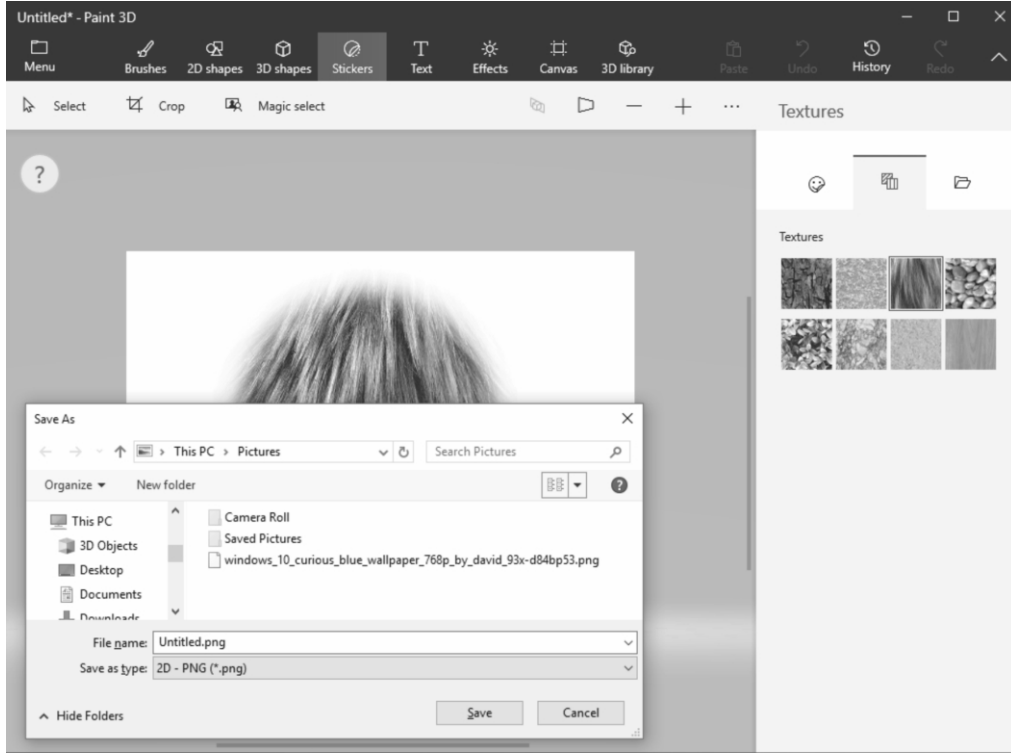 Untitled* - Paint 3D
Menu Brushes 2D shapes 3D shapes Stickers Text Effects Canvas 3D library Paste Undo History Redo
Select Crop Magic select
Textures
?
Textures
Save As
This PC > Pictures Search Pictures
Organize New folder ?
This PC
3D Objects
Desktop
Documents
Downloads
Camera Roll
Saved Pictures
windows_10_curious_blue_wallpaper_768p_by_david_93x-d84bp53.png
File name: Untitled.png
Save as type: 2D - PNG (*.png)
Hide Folders Save Cancel